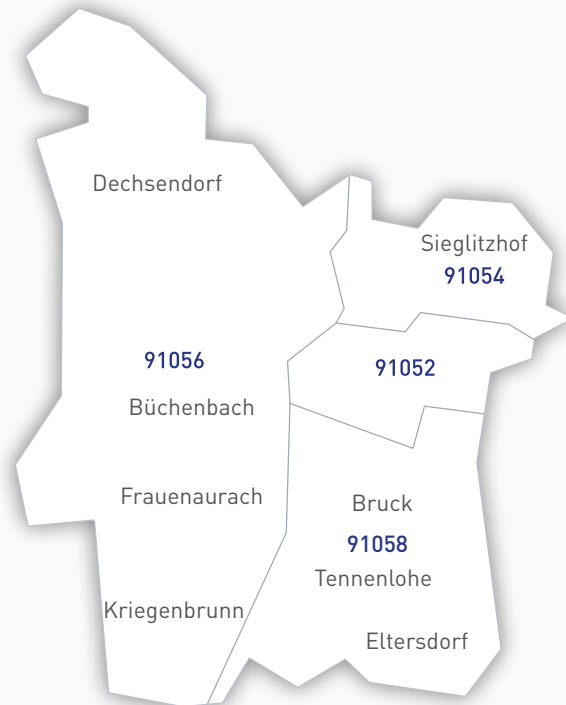 Dechsendorf
Sieglitzhof
91054
91056
91052
Büchenbach
Frauenaurach
Bruck
91058
Tennenlohe
Kriegenbrunn
Eltersdorf